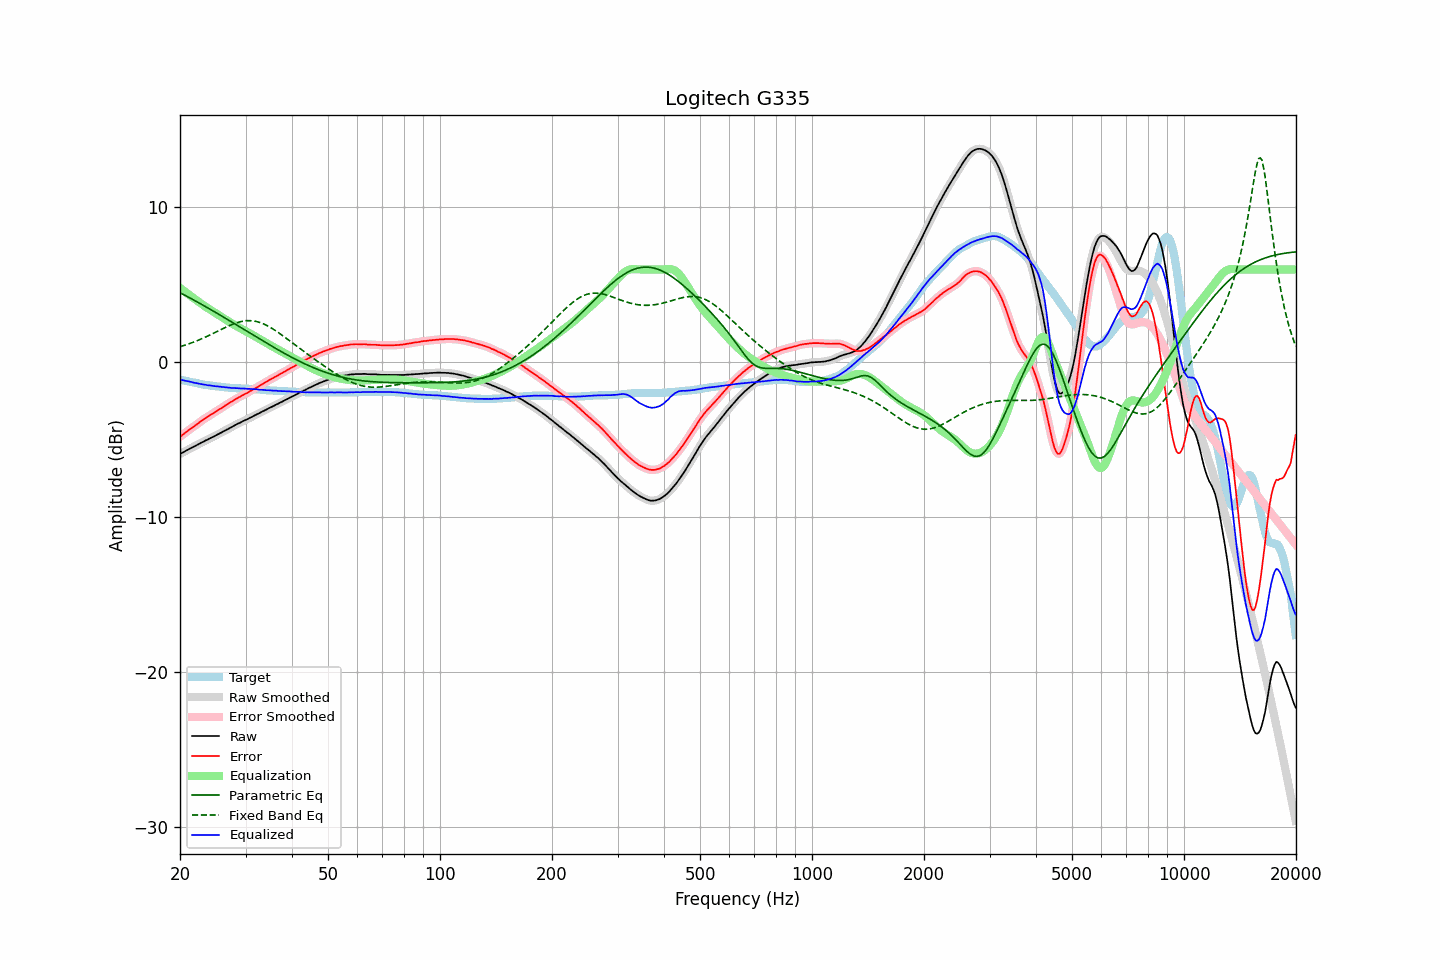 Logitech G335
Amplitude (dBr)
10
0
−10
−20
−30
Target
Raw Smoothed
Error Smoothed
Raw
Error
Equalization
Parametric Eq
Fixed Band Eq
Equalized
20 50 100 200 500 1000 2000 5000 10000 20000
Frequency (Hz)